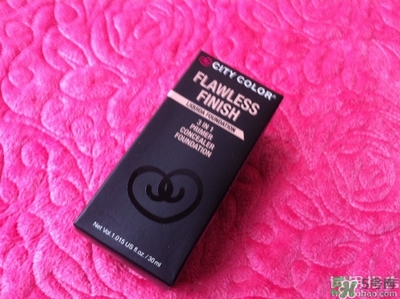 CITY COLOR®
FLAWLESS
FINISH
LIQUID FOUNDATION
3 IN 1
PRIMER
CONCEALER
FOUNDATION
Net Vol. 1.015 US fl.oz. / 30 ml